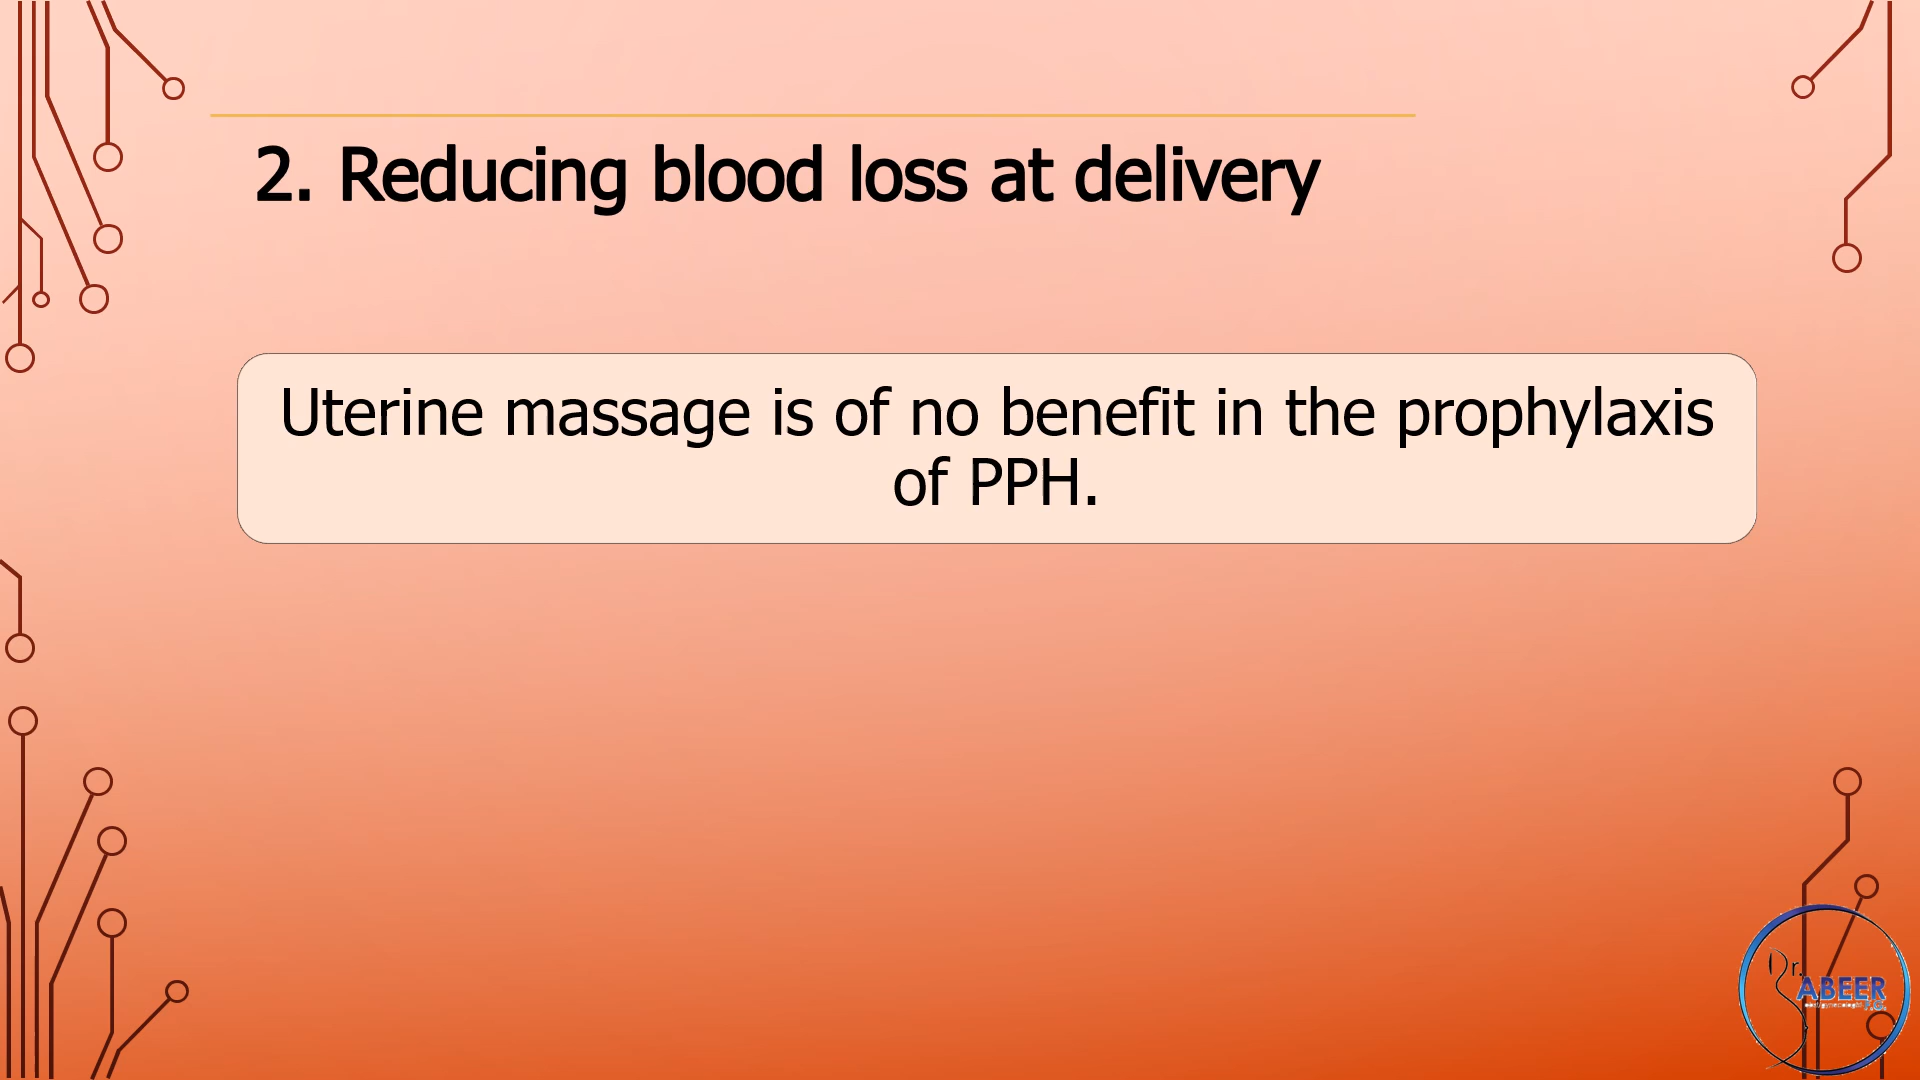 2. Reducing blood loss at delivery
Uterine massage is of no benefit in the prophylaxis
of PPH.
Dr.
ABEER
F.G.